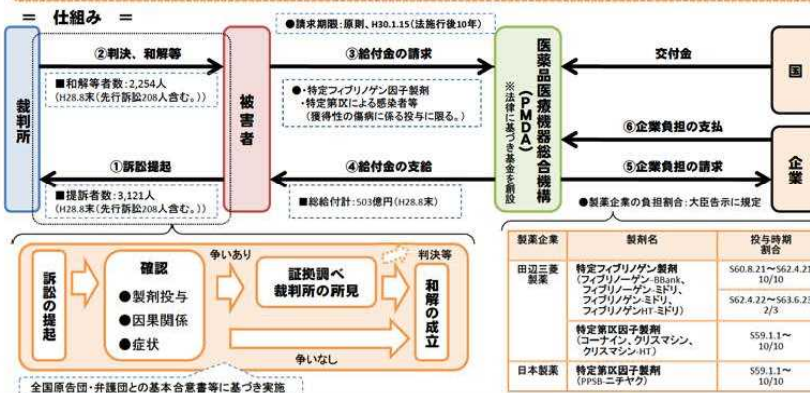 = 仕組み =
●請求期限:原則、H30.1.15(法施行後10年)
裁判所
②判決、和解等
■和解等者数:2,254人
(H28.8末(先行訴訟208人含む。))
①訴訟提起
■提訴者数:3,121人
(H28.8末(先行訴訟208人含む。))
被害者
③給付金の請求
●・特定フィブリノゲン因子製剤
・特定第Ⅸによる感染者等
(獲得性の傷病に係る投与に限る。)
④給付金の支給
■総給付計:503億円(H28.8末)
医薬品医療機器総合機構
(PMDA)
※法律に基づき基金を創設
交付金
国
⑥企業負担の支払
⑤企業負担の請求
企業
●製薬企業の負担割合:大臣告示に規定
訴訟の提起
確認
●製剤投与
●因果関係
●症状
争いあり
証拠調べ
裁判所の所見
判決等
争いなし
和解の成立
全国原告団・弁護団との基本合意書等に基づき実施
製薬企業
製剤名
投与時期
割合
田辺三菱
製薬
特定フィブリノゲン製剤
(フィブリノーゲン-BBank、
フィブリノーゲン-ミドリ、
フィブリノゲン-ミドリ、
フィブリノゲンHT-ミドリ)
S60.8.21~S62.4.21
10/10
S62.4.22~S63.6.23
2/3
特定第Ⅸ因子製剤
(コーナイン、クリスマシン、
クリスマシン-HT)
S59.1.1~
10/10
日本製薬
特定第Ⅸ因子製剤
(PPSB-ニチヤク)
S59.1.1~
10/10